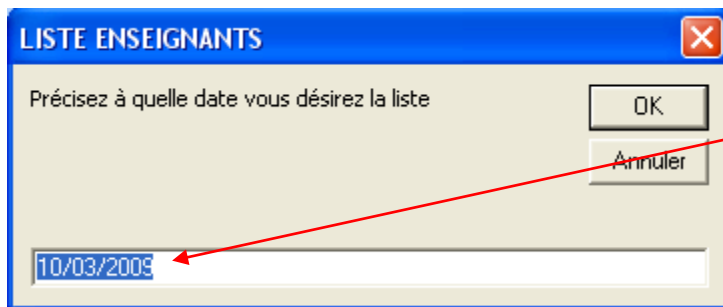 LISTE ENSEIGNANTS
Précisez à quelle date vous désirez la liste
OK
Annuler
10/03/2009